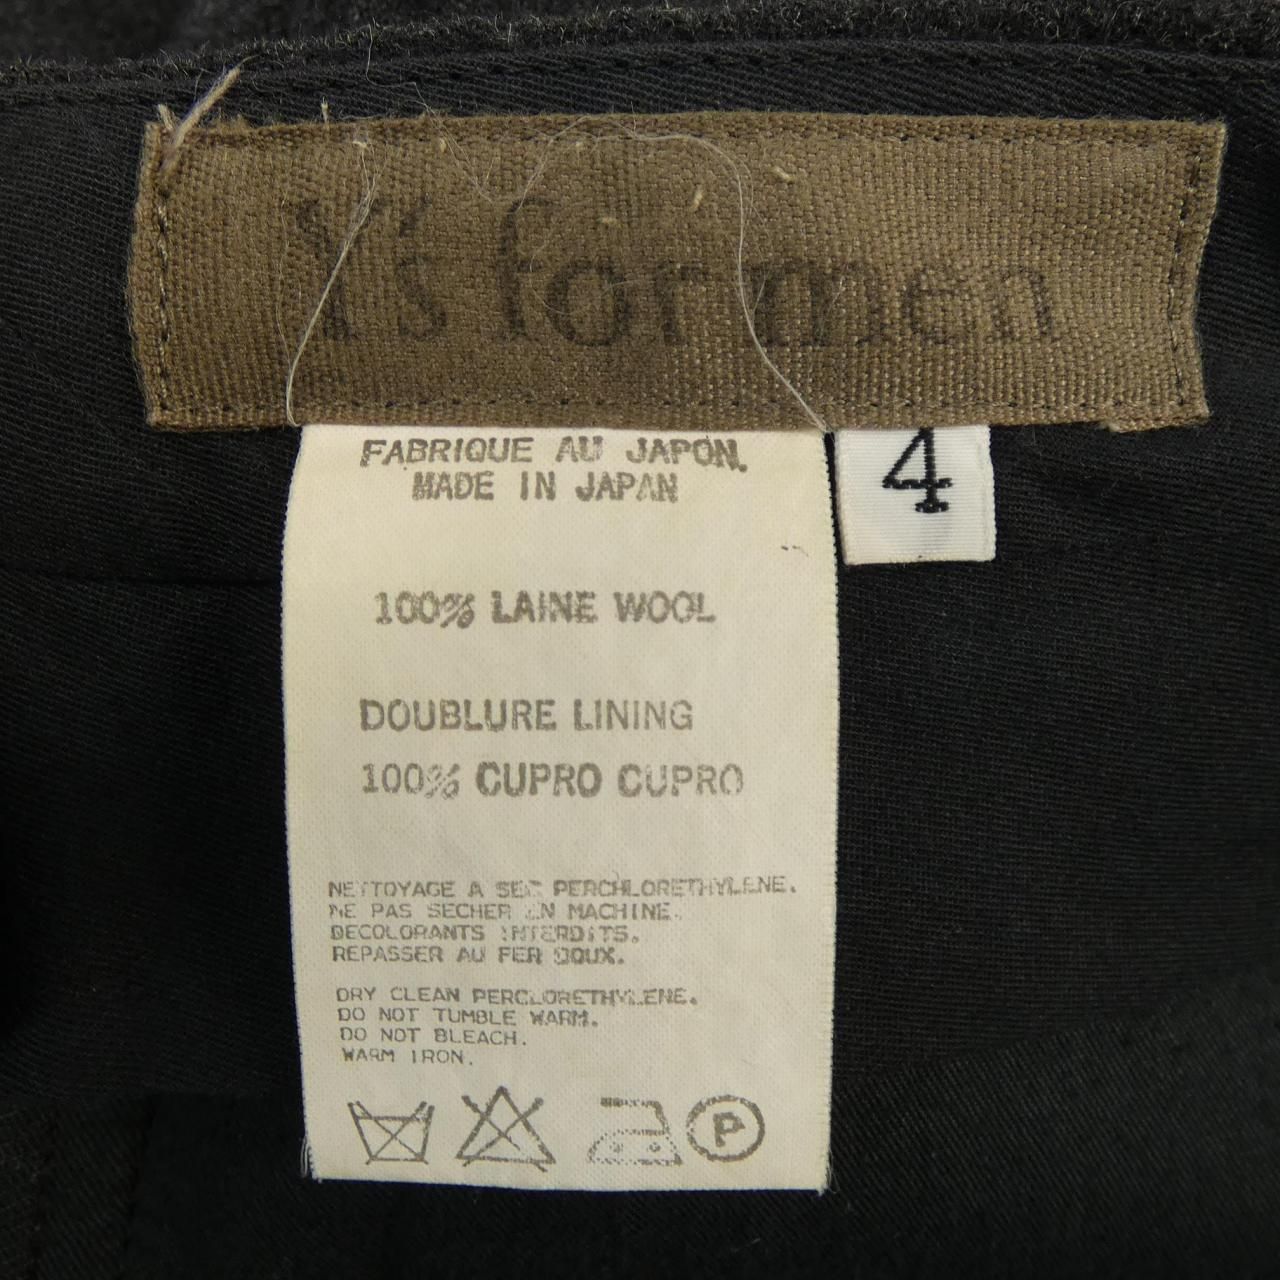 Y's for men
FABRIQUE AU JAPON.
MADE IN JAPAN
4
100% LAINE WOOL
DOUBLURE LINING
100% CUPRO CUPRO
NETTOYAGE A SEC PERCHLORETHYLENE.
NE PAS SECHER EN MACHINE.
DECOLORANTS INTERDITS.
REPASSER AU FER DOUX.
DRY CLEAN PERCLORETHYLENE.
DO NOT TUMBLE WARM.
DO NOT BLEACH.
WARM IRON.
P